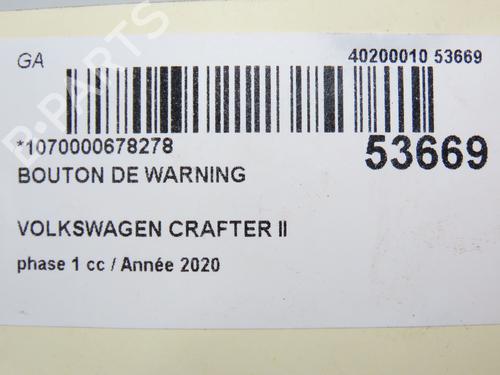 GA 40200010 53669
*1070000678278 53669
BOUTON DE WARNING
VOLKSWAGEN CRAFTER II
phase 1 cc / Année 2020
B-PARTS